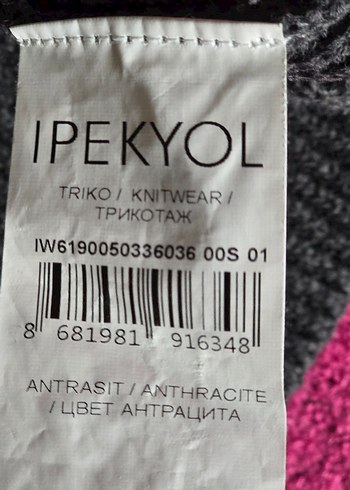 IPEKYOL
TRIKO / KNITWEAR /
ТРИКОТАЖ
IW6190050336036 00S 01
8 681981 916348
ANTRASIT / ANTHRACITE
/ ЦВЕТ АНТРАЦИТА